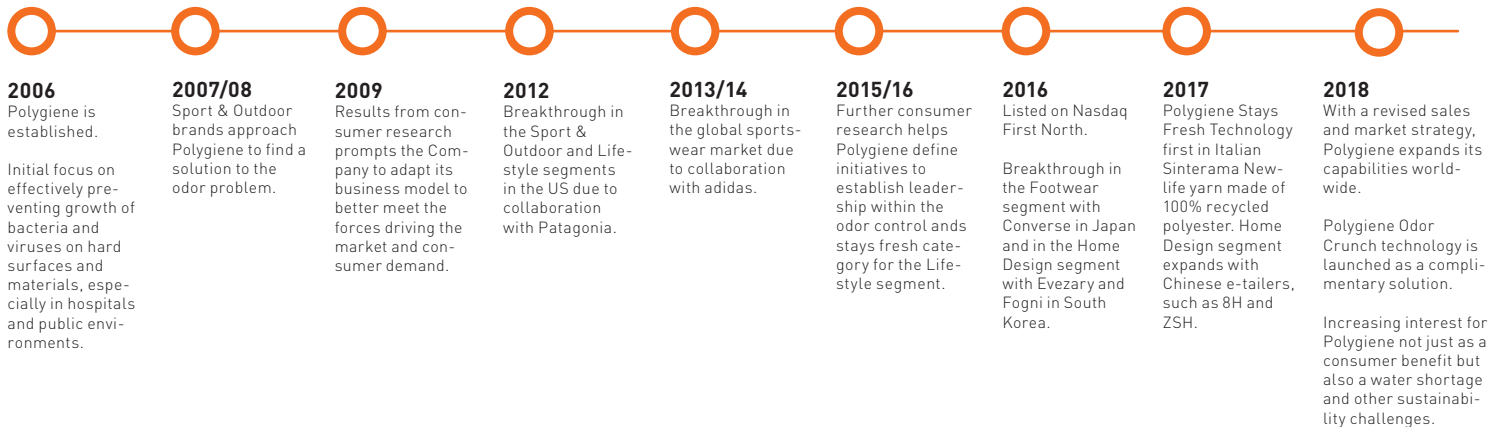 2006
Polygiene is
established.
Initial focus on
effectively pre-
venting growth of
bacteria and
viruses on hard
surfaces and
materials, espe-
cially in hospitals
and public envi-
ronments.
2007/08
Sport & Outdoor
brands approach
Polygiene to find a
solution to the
odor problem.
2009
Results from con-
sumer research
prompts the Com-
pany to adapt its
business model to
better meet the
forces driving the
market and con-
sumer demand.
2012
Breakthrough in
the Sport &
Outdoor and Life-
style segments
in the US due to
collaboration
with Patagonia.
2013/14
Breakthrough in
the global sports-
wear market due
to collaboration
with adidas.
2015/16
Further consumer
research helps
Polygiene define
initiatives to
establish leader-
ship within the
odor control ands
stays fresh cate-
gory for the Life-
style segment.
2016
Listed on Nasdaq
First North.
Breakthrough in
the Footwear
segment with
Converse in Japan
and in the Home
Design segment
with Evezary and
Fogni in South
Korea.
2017
Polygiene Stays
Fresh Technology
first in Italian
Sinterama New-
life yarn made of
100% recycled
polyester. Home
Design segment
expands with
Chinese e-tailers,
such as 8H and
ZSH.
2018
With a revised sales
and market strategy,
Polygiene expands its
capabilities world-
wide.
Polygiene Odor
Crunch technology is
launched as a compli-
mentary solution.
Increasing interest for
Polygiene not just as a
consumer benefit but
also a water shortage
and other sustainabi-
lity challenges.